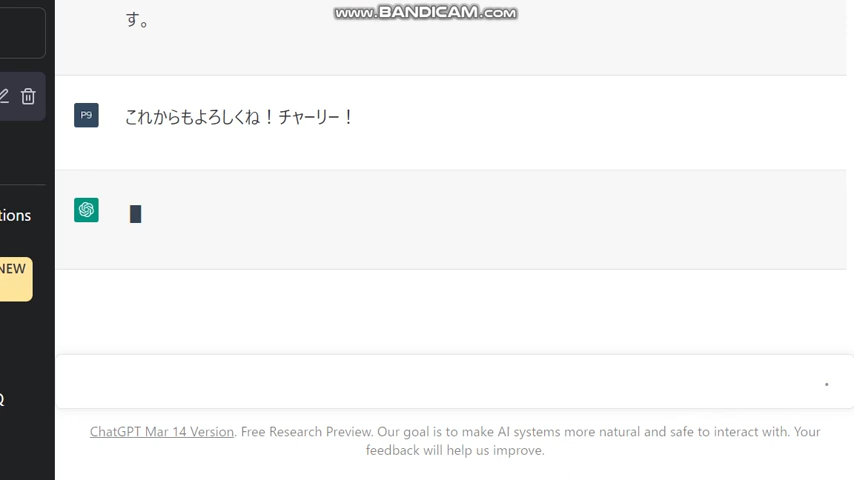 www.BANDICAM.com
す。
P9
これからもよろしくね！チャーリー！
tions
NEW
Q
ChatGPT Mar 14 Version. Free Research Preview. Our goal is to make AI systems more natural and safe to interact with. Your
feedback will help us improve.